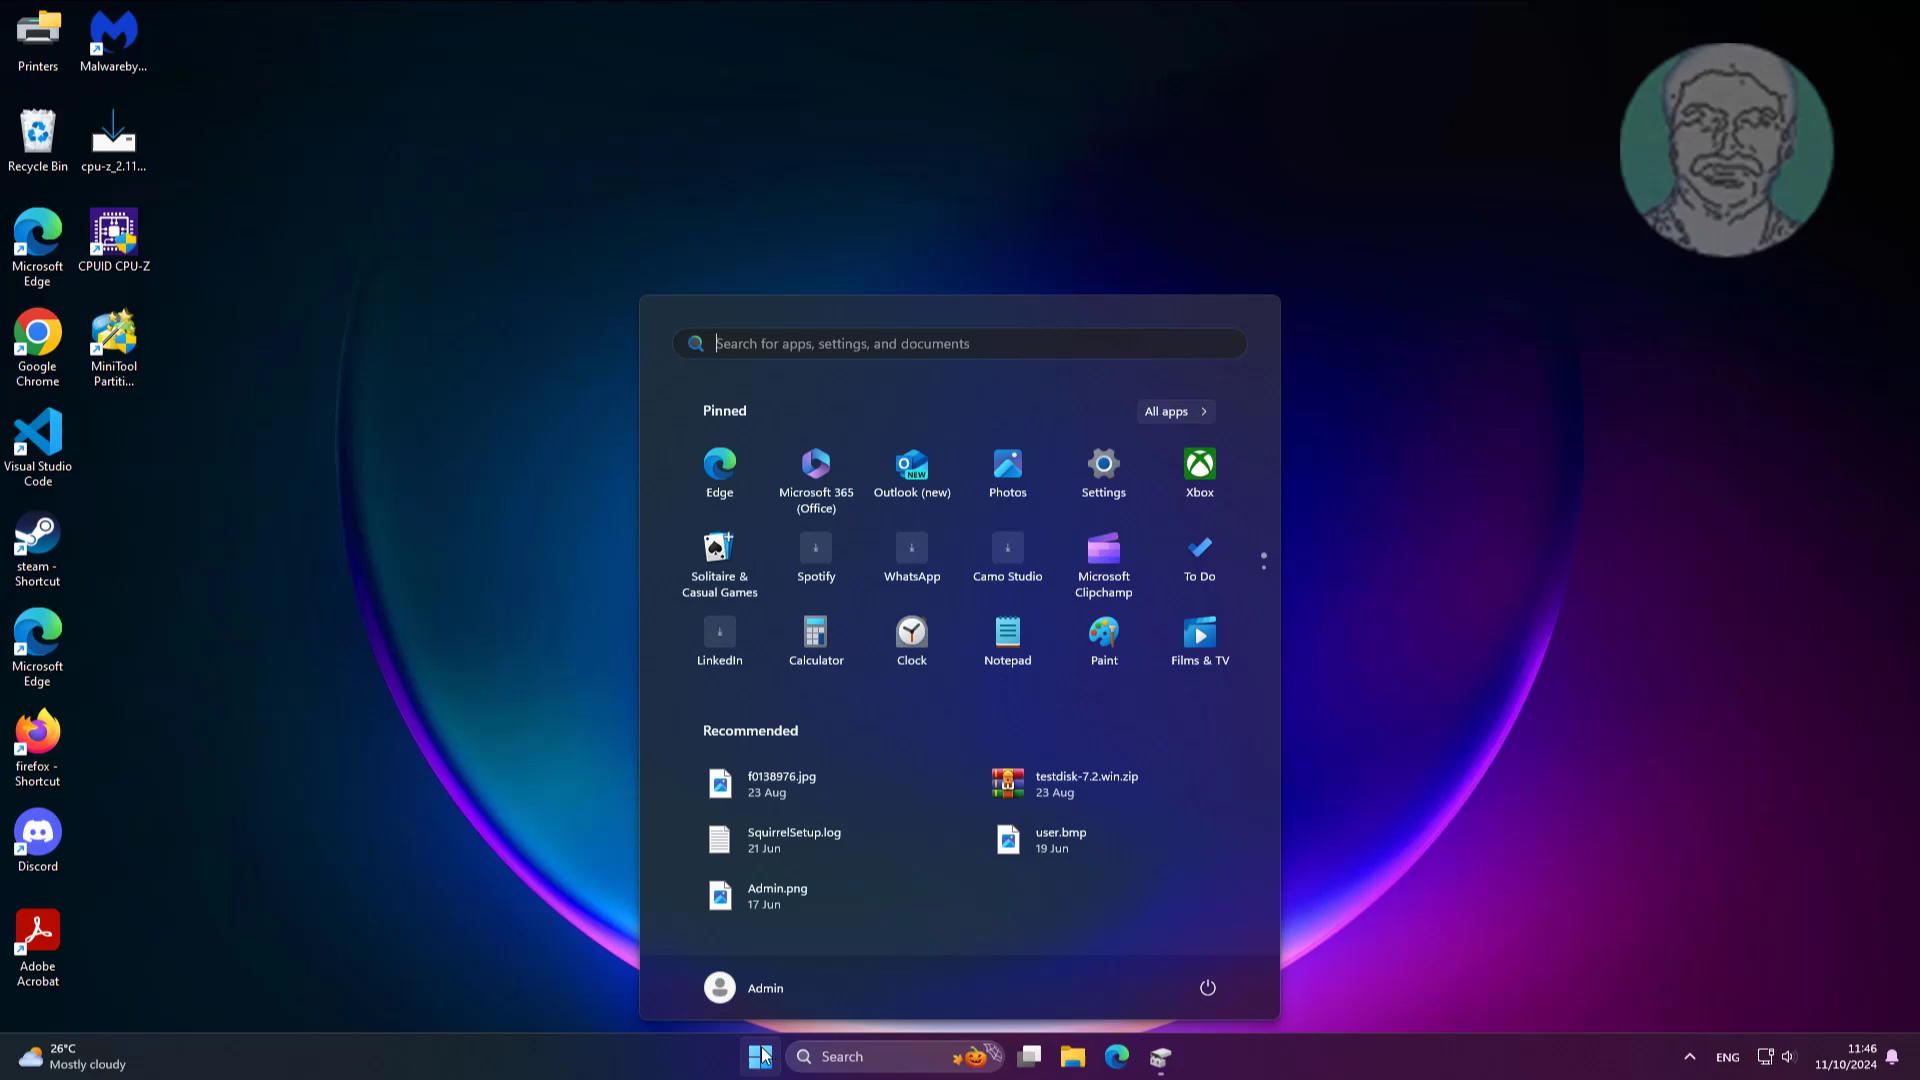 Printers
Malwareby...
Recycle Bin
cpu-z_2.11...
Microsoft
Edge
CPUID CPU-Z
Google
Chrome
MiniTool
Partiti...
Visual Studio
Code
steam -
Shortcut
Microsoft
Edge
firefox -
Shortcut
Discord
Adobe
Acrobat
Search for apps, settings, and documents
Pinned
All apps
Edge
Microsoft 365
(Office)
Outlook (new)
NEW
Photos
Settings
Xbox
Solitaire &
Casual Games
Spotify
WhatsApp
Camo Studio
Microsoft
Clipchamp
To Do
LinkedIn
Calculator
Clock
Notepad
Paint
Films & TV
Recommended
f0138976.jpg
23 Aug
testdisk-7.2.win.zip
23 Aug
SquirrelSetup.log
21 Jun
user.bmp
19 Jun
Admin.png
17 Jun
Admin
26°C
Mostly cloudy
Search
ENG
11:46
11/10/2024